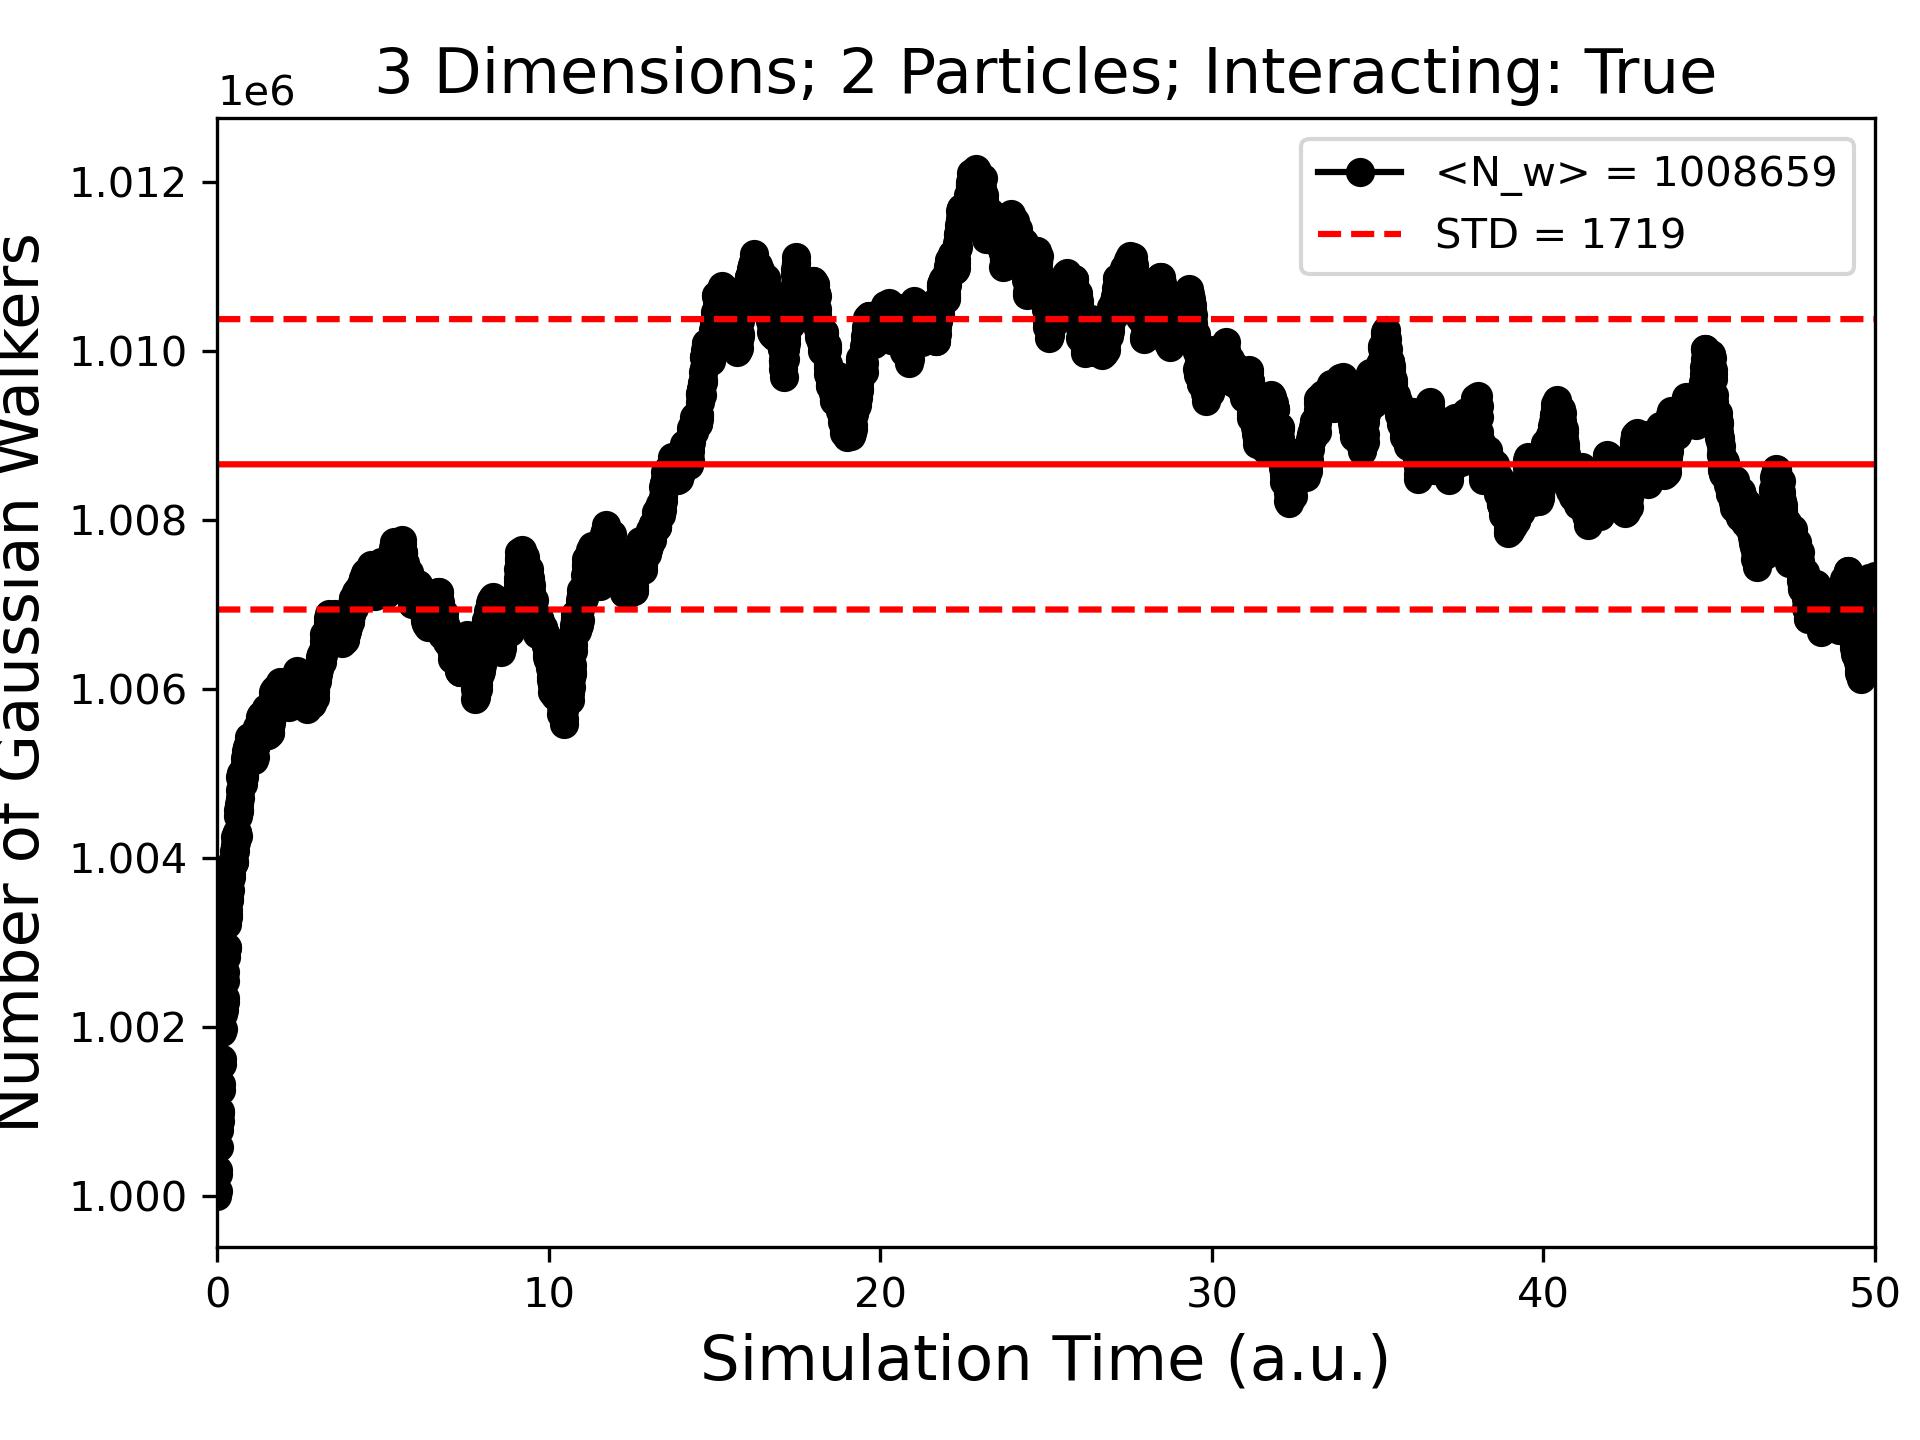 3 Dimensions; 2 Particles; Interacting: True
1e6
<N_w> = 1008659
STD = 1719
Number of Gaussian Walkers
1.012
1.010
1.008
1.006
1.004
1.002
1.000
0 10 20 30 40 50
Simulation Time (a.u.)